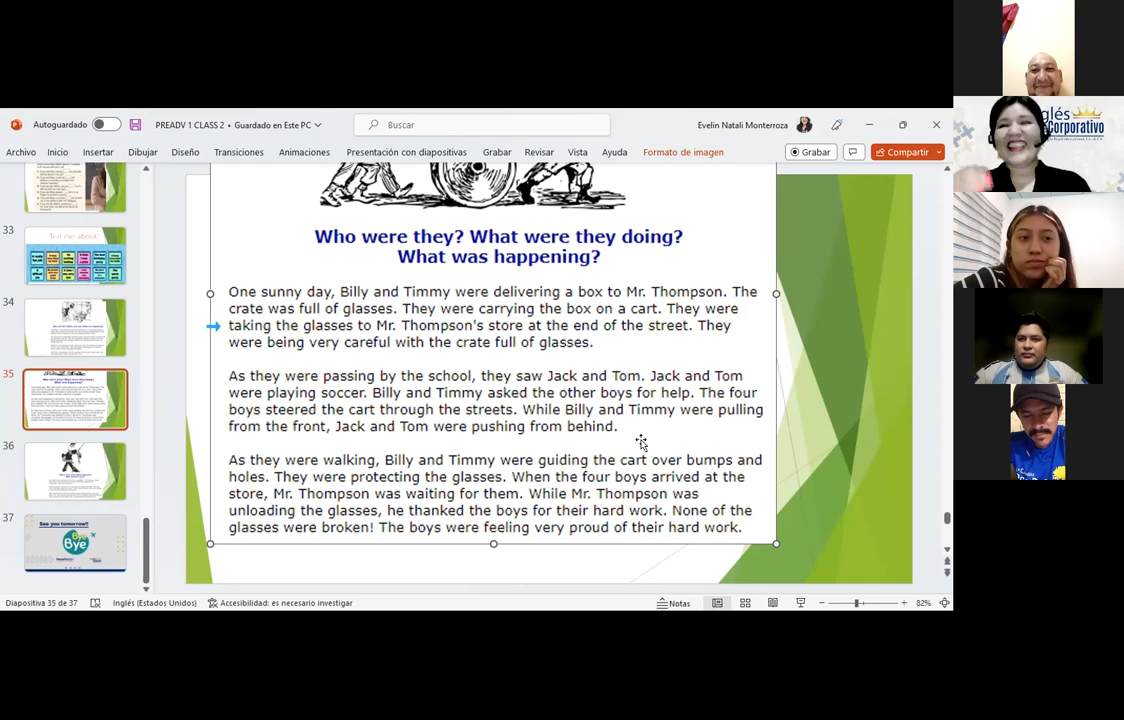 Autoguardado
PREADV 1 CLASS 2 • Guardado en Este PC
Buscar
Evelin Natali Monterroza
Archivo Inicio Insertar Dibujar Diseño Transiciones Animaciones Presentación con diapositivas Grabar Revisar Vista Ayuda Formato de imagen
Grabar
Compartir
Who were they? What were they doing?
What was happening?
One sunny day, Billy and Timmy were delivering a box to Mr. Thompson. The
crate was full of glasses. They were carrying the box on a cart. They were
taking the glasses to Mr. Thompson's store at the end of the street. They
were being very careful with the crate full of glasses.
As they were passing by the school, they saw Jack and Tom. Jack and Tom
were playing soccer. Billy and Timmy asked the other boys for help. The four
boys steered the cart through the streets. While Billy and Timmy were pulling
from the front, Jack and Tom were pushing from behind.
As they were walking, Billy and Timmy were guiding the cart over bumps and
holes. They were protecting the glasses. When the four boys arrived at the
store, Mr. Thompson was waiting for them. While Mr. Thompson was
unloading the glasses, he thanked the boys for their hard work. None of the
glasses were broken! The boys were feeling very proud of their hard work.
33
Tell me about!
34
35
36
37
See you tomorrow!!
Bye
Bye
Diapositiva 35 de 37
Inglés (Estados Unidos)
Accesibilidad: es necesario investigar
Notas
82%
glés
Corporativo